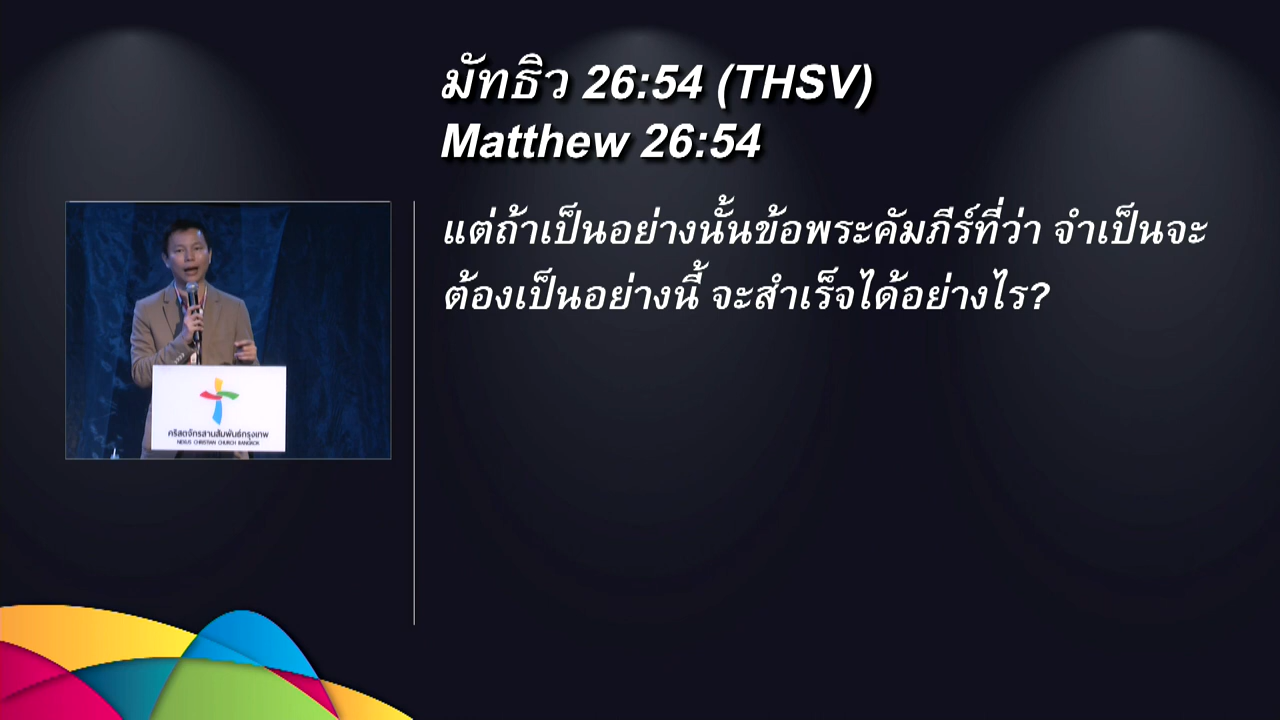 มัทธิว 26:54 (THSV)
Matthew 26:54
แต่ถ้าเป็นอย่างนั้นข้อพระคัมภีร์ที่ว่า จำเป็นจะ
ต้องเป็นอย่างนี้ จะสำเร็จได้อย่างไร?
คริสตจักรสานสัมพันธ์กรุงเทพ
NEXUS CHRISTIAN CHURCH BANGKOK